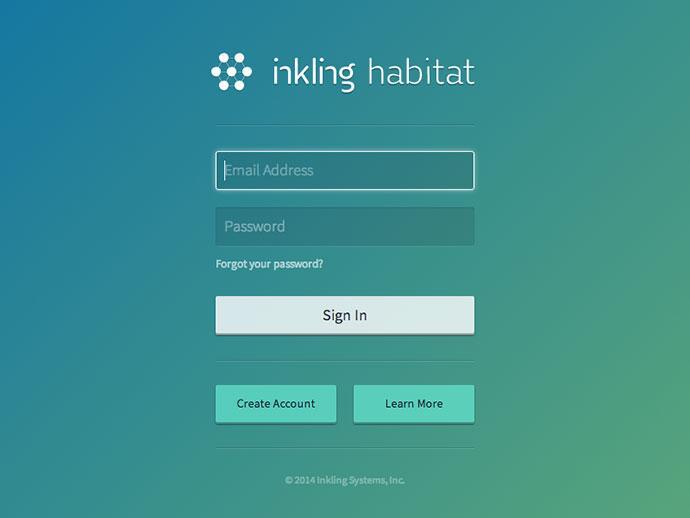 inkling habitat
Email Address
Password
Forgot your password?
Sign In
Create Account
Learn More
© 2014 Inkling Systems, Inc.